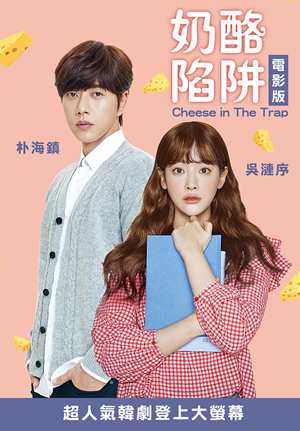 奶酪
陷阱
電影版
Cheese in The Trap
朴海鎮
吳漣序
超人氣韓劇登上大螢幕